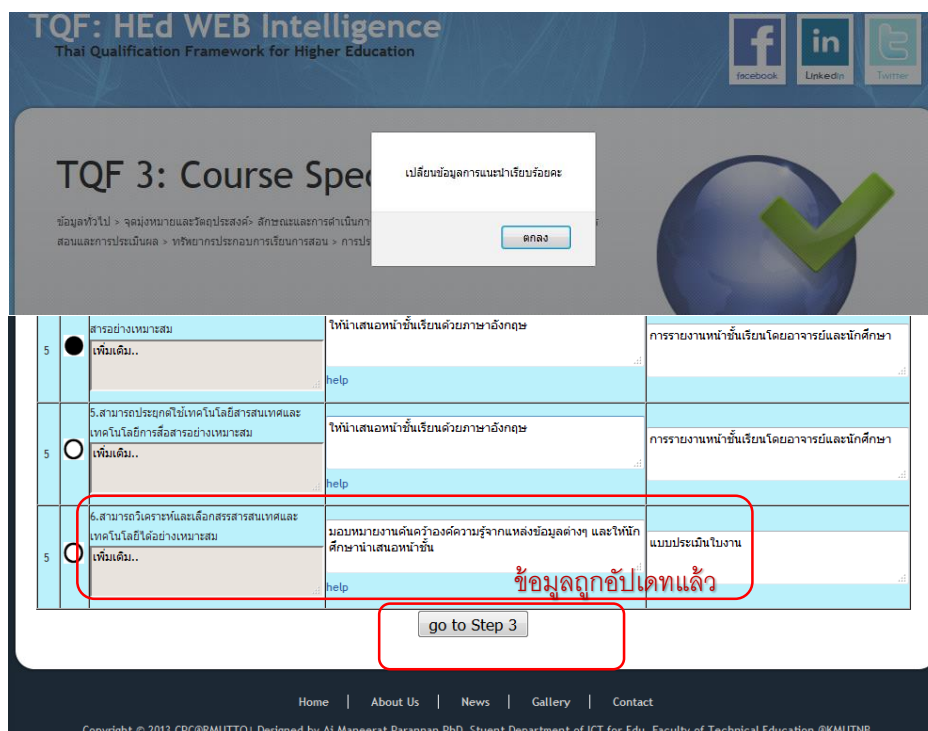 TQF: HEd WEB Intelligence
Thai Qualification Framework for Higher Education
facebook
LinkedIn
Twitter
TQF 3: Course Spec
เปลี่ยนข้อมูลการแนะนำเรียบร้อยคะ
ตกลง
ข้อมูลทั่วไป > จุดมุ่งหมายและวัตถุประสงค์> ลักษณะและการดำเนินกา
สอนและการประเมินผล > ทรัพยากรประกอบการเรียนการสอน > การปร
สารอย่างเหมาะสม
5
เพิ่มเติม..
ให้นำเสนอหน้าชั้นเรียนด้วยภาษาอังกฤษ
help
การรายงานหน้าชั้นเรียนโดยอาจารย์และนักศึกษา
5
5.สามารถประยุกต์ใช้เทคโนโลยีสารสนเทศและ
เทคโนโลยีการสื่อสารอย่างเหมาะสม
เพิ่มเติม..
ให้นำเสนอหน้าชั้นเรียนด้วยภาษาอังกฤษ
help
การรายงานหน้าชั้นเรียนโดยอาจารย์และนักศึกษา
5
6.สามารถวิเคราะห์และเลือกสรรสารสนเทศและ
เทคโนโลยีได้อย่างเหมาะสม
เพิ่มเติม..
มอบหมายงานค้นคว้าองค์ความรู้จากแหล่งข้อมูลต่างๆ และให้นัก
ศึกษานำเสนอหน้าชั้น
help
แบบประเมินใบงาน
ข้อมูลถูกอัปเดทแล้ว
go to Step 3
Home | About Us | News | Gallery | Contact
Copyright © 2013 CPC@RMUTTO| Designed by Aj.Maneerat Parannan PhD. Stuent Department of ICT for Edu. Faculty of Technical Education @KMUTNB